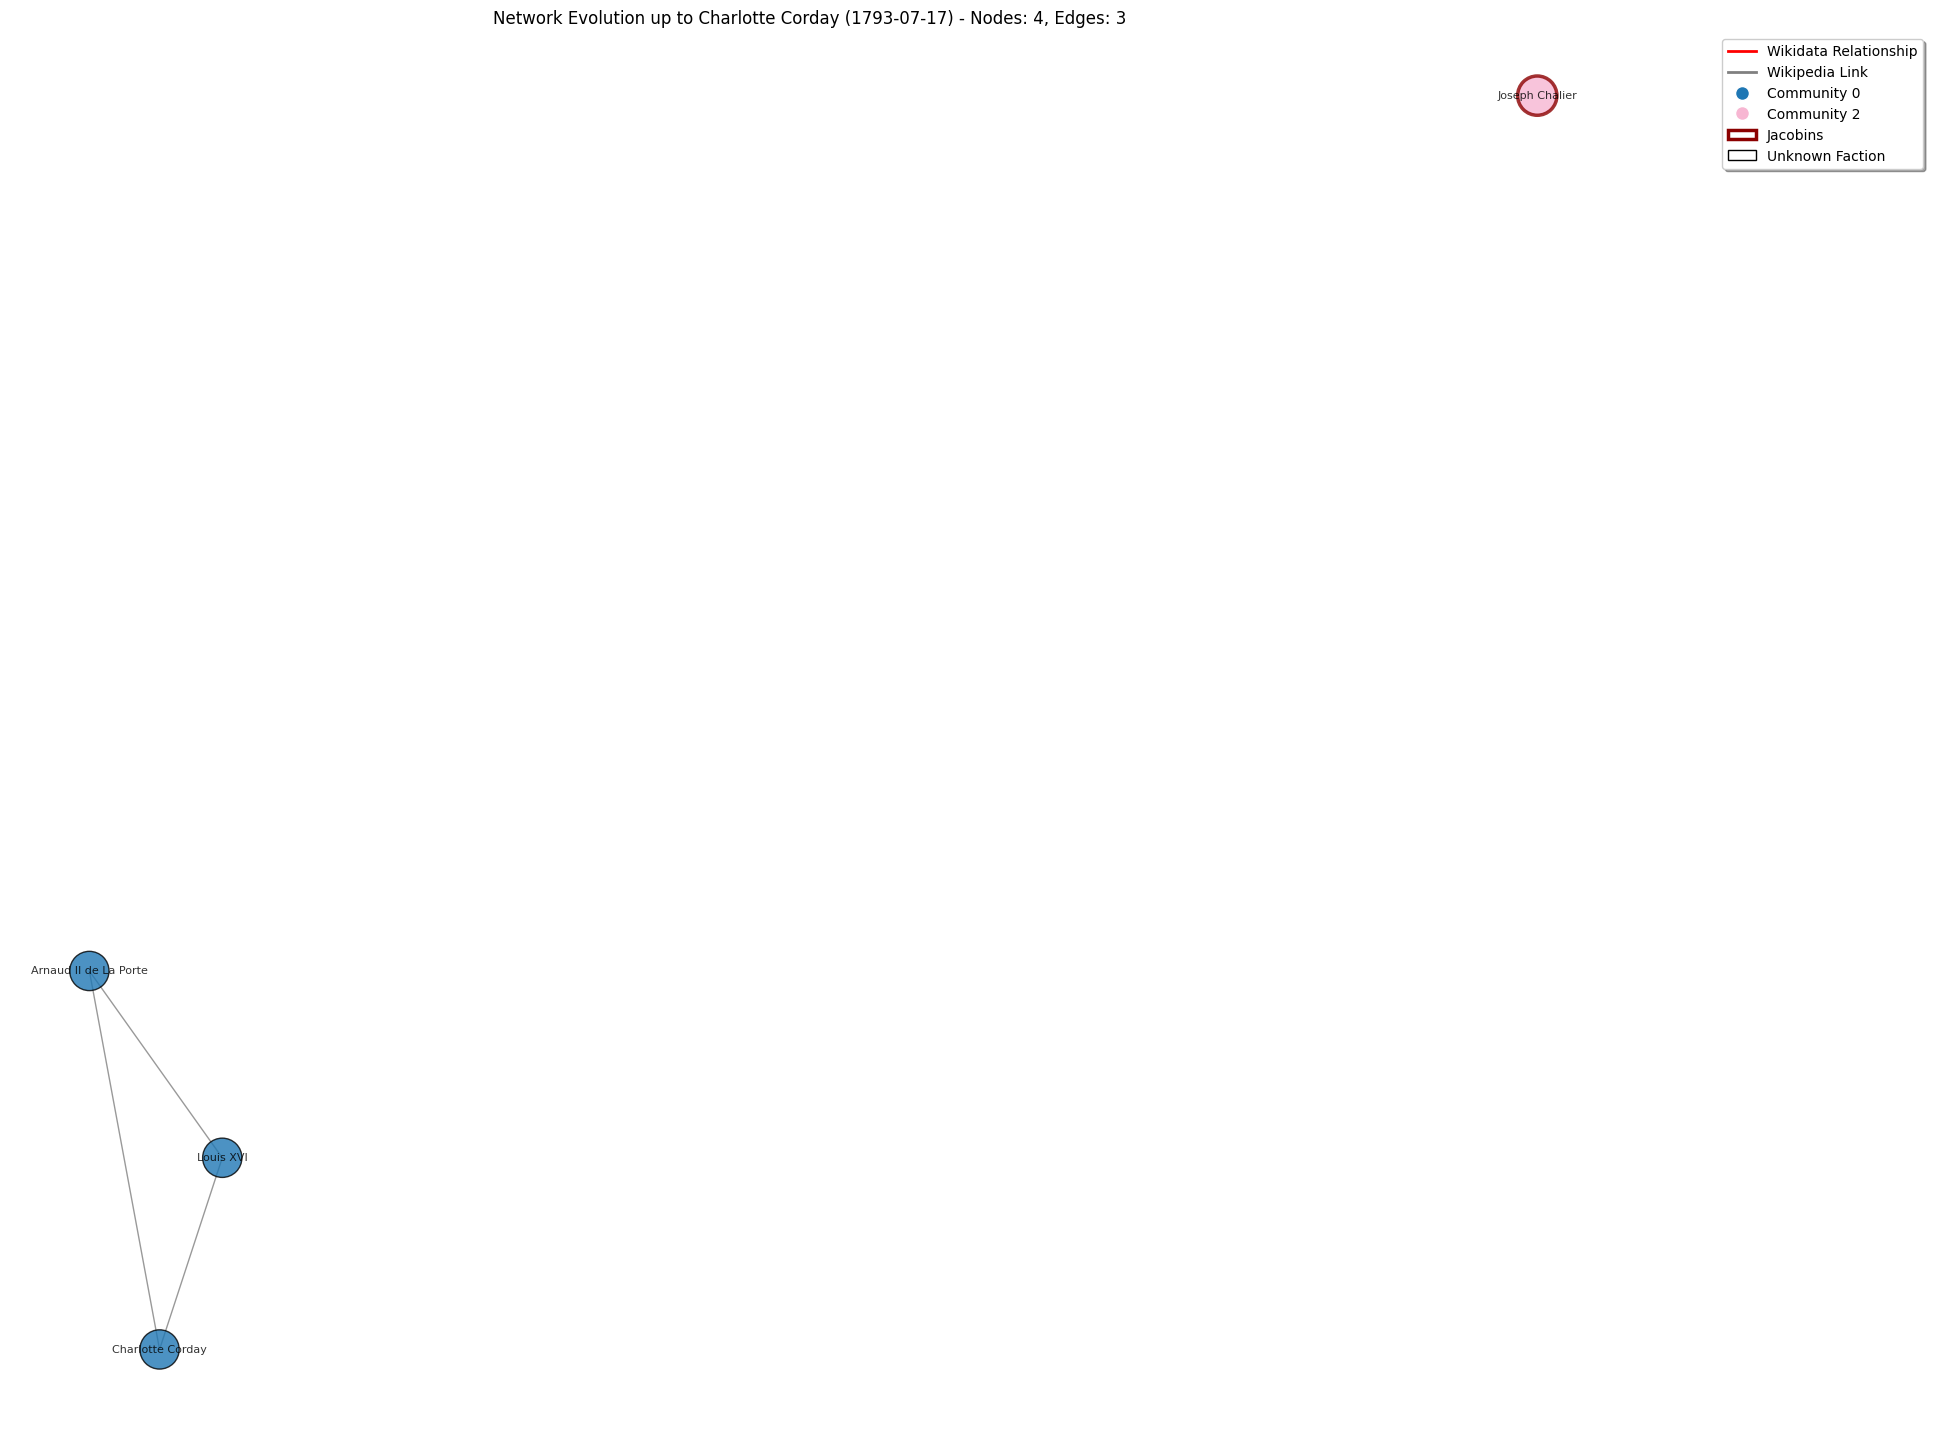 Network Evolution up to Charlotte Corday (1793-07-17) - Nodes: 4, Edges: 3
Wikidata Relationship
Wikipedia Link
Community 0
Community 2
Jacobins
Unknown Faction
Joseph Chalier
Arnaud II de La Porte
Louis XVI
Charlotte Corday